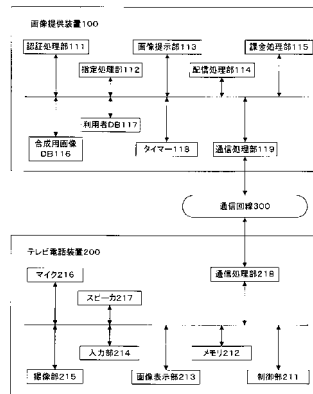 画像提供装置100
認証処理部111
画像提示部113
課金処理部115
指定処理部112
配信処理部114
利用者DB117
合成用画像
DB116
タイマー118
通信処理部119
通信回線300
テレビ電話装置200
マイク216
通信処理部218
スピーカ217
入力部214
メモリ212
撮像部215
画像表示部213
制御部211